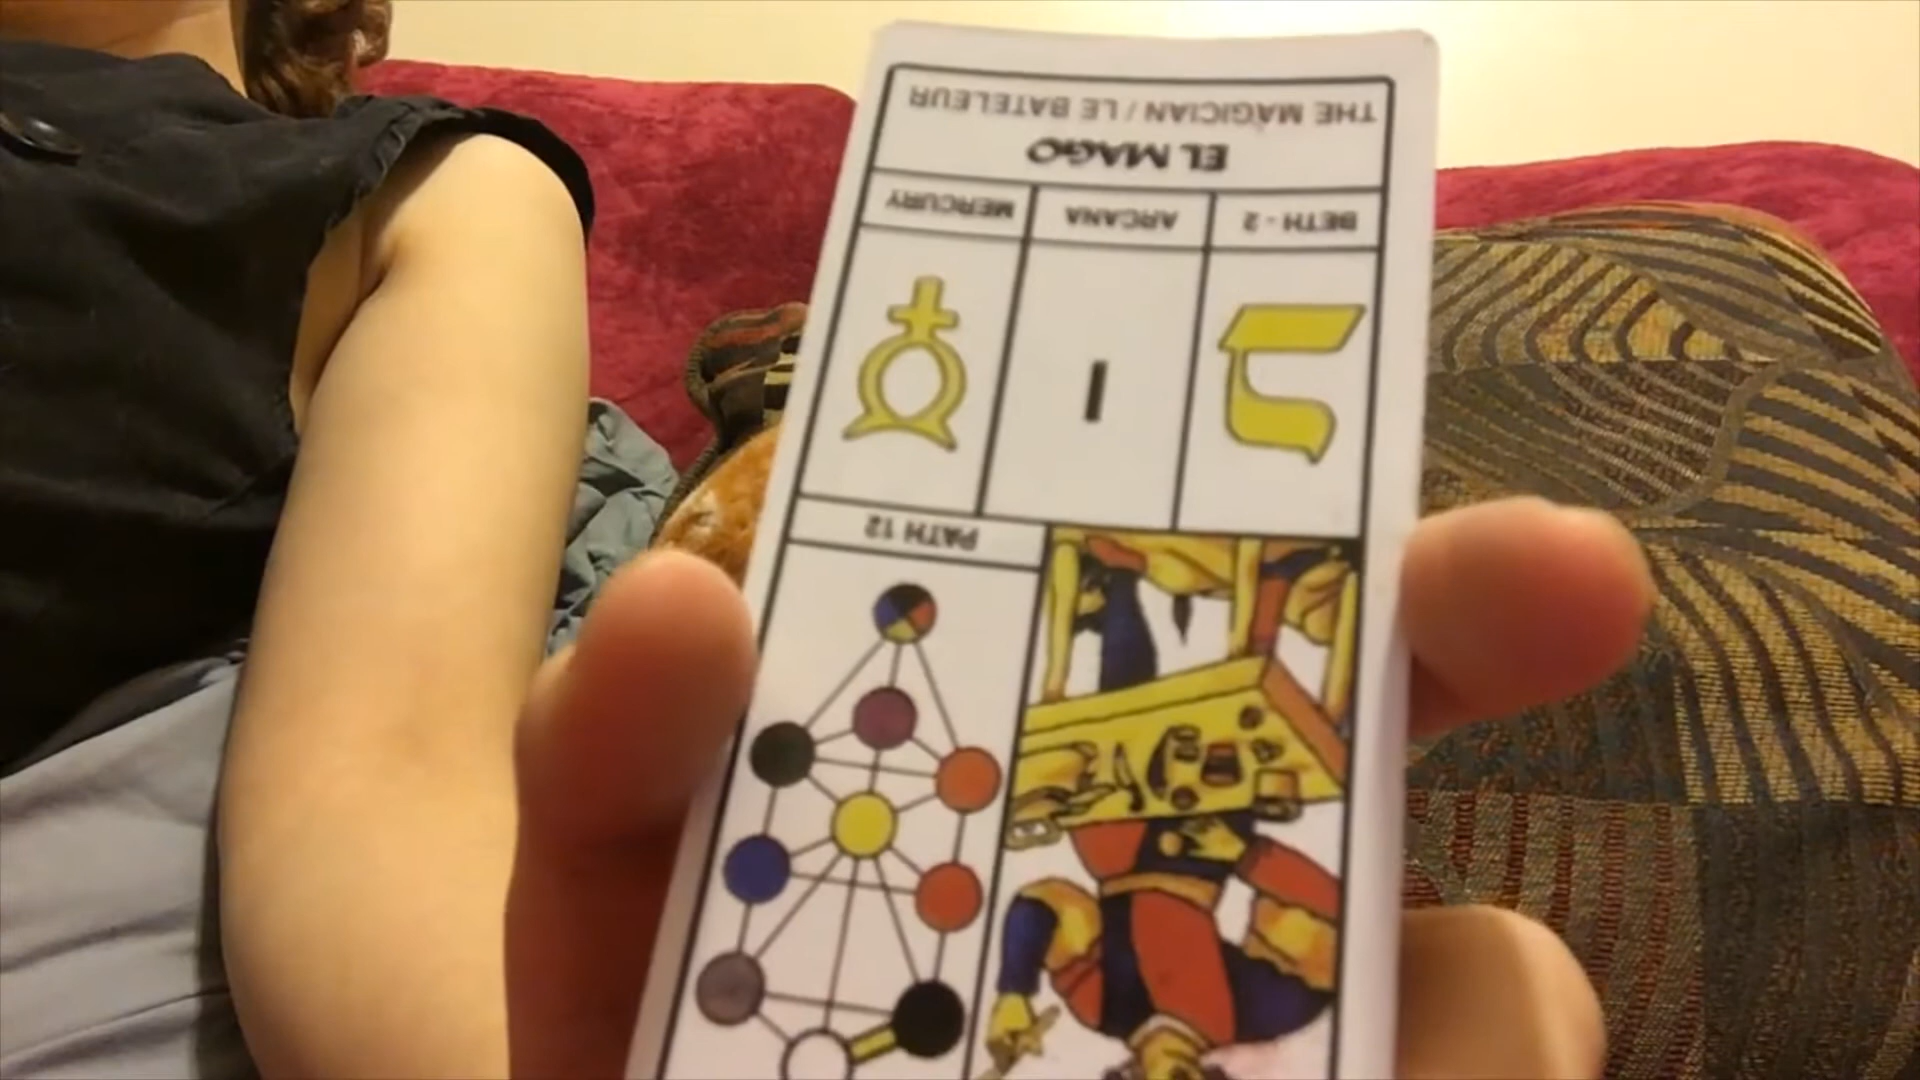 PATH 12
ב I
BETH - 2 ARCANA MERCURY
EL MAGO
THE MAGICIAN / LE BATELEUR